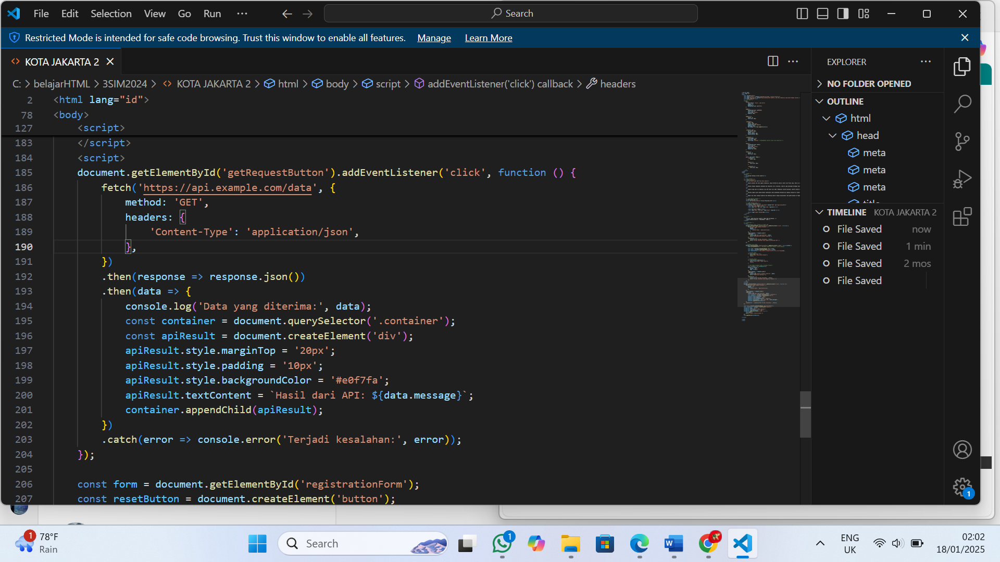 File Edit Selection View Go Run ··· Search
Restricted Mode is intended for safe code browsing. Trust this window to enable all features. Manage Learn More
KOTA JAKARTA 2
C: > belajarHTML > 3SIM2024 > <> KOTA JAKARTA 2 > html > body > script > addEventListener('click') callback > headers
2 <html lang="id">
78 <body>
127 <script>
183 </script>
184 <script>
185 document.getElementById('getRequestButton').addEventListener('click', function () {
186 fetch('https://api.example.com/data', {
187 method: 'GET',
188 headers: {
189 'Content-Type': 'application/json',
190 },
191 })
192 .then(response => response.json())
193 .then(data => {
194 console.log('Data yang diterima:', data);
195 const container = document.querySelector('.container');
196 const apiResult = document.createElement('div');
197 apiResult.style.marginTop = '20px';
198 apiResult.style.padding = '10px';
199 apiResult.style.backgroundColor = '#e0f7fa';
200 apiResult.textContent = `Hasil dari API: ${data.message}`;
201 container.appendChild(apiResult);
202 })
203 .catch(error => console.error('Terjadi kesalahan:', error));
204 });
205
206 const form = document.getElementById('registrationForm');
207 const resetButton = document.createElement('button');
EXPLORER
NO FOLDER OPENED
OUTLINE
html
head
meta
meta
meta
title
TIMELINE KOTA JAKARTA 2
File Saved now
File Saved 1 min
File Saved 2 mos
File Saved
1
1
78°F
Rain
Search
1
ENG
UK
02:02
18/01/2025